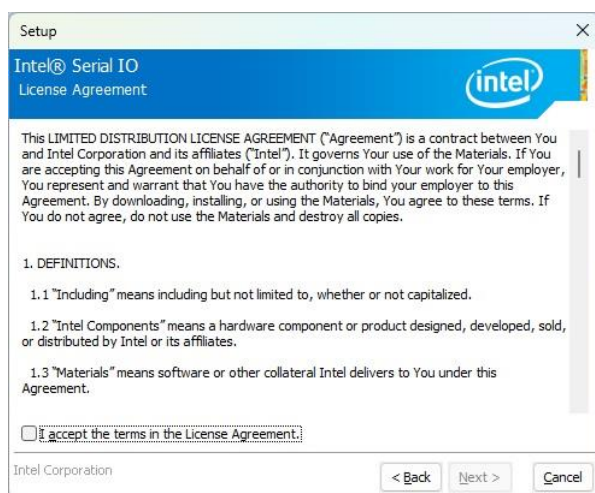 Setup
Intel® Serial IO
License Agreement
intel
This LIMITED DISTRIBUTION LICENSE AGREEMENT ("Agreement") is a contract between You
and Intel Corporation and its affiliates ("Intel"). It governs Your use of the Materials. If You
are accepting this Agreement on behalf of or in conjunction with Your work for Your employer,
You represent and warrant that You have the authority to bind your employer to this
Agreement. By downloading, installing, or using the Materials, You agree to these terms. If
You do not agree, do not use the Materials and destroy all copies.
1. DEFINITIONS.
1.1 "Including" means including but not limited to, whether or not capitalized.
1.2 "Intel Components" means a hardware component or product designed, developed, sold,
or distributed by Intel or its affiliates.
1.3 "Materials" means software or other collateral Intel delivers to You under this
Agreement.
I accept the terms in the License Agreement.
Intel Corporation
< Back
Next >
Cancel